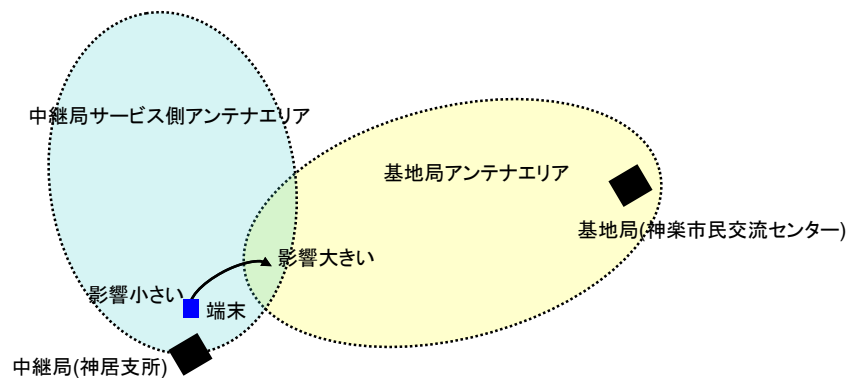 中継局サービス側アンテナエリア
基地局アンテナエリア
基地局(神楽市民交流センター)
影響大きい
影響小さい
端末
中継局(神居支所)